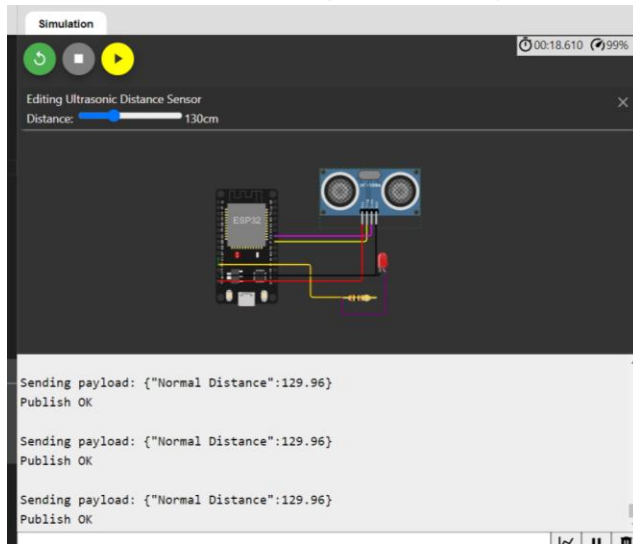 Simulation
00:18.610 99%
Editing Ultrasonic Distance Sensor
Distance: 130cm
ESP32
Sending payload: {"Normal Distance":129.96}
Publish OK
Sending payload: {"Normal Distance":129.96}
Publish OK
Sending payload: {"Normal Distance":129.96}
Publish OK